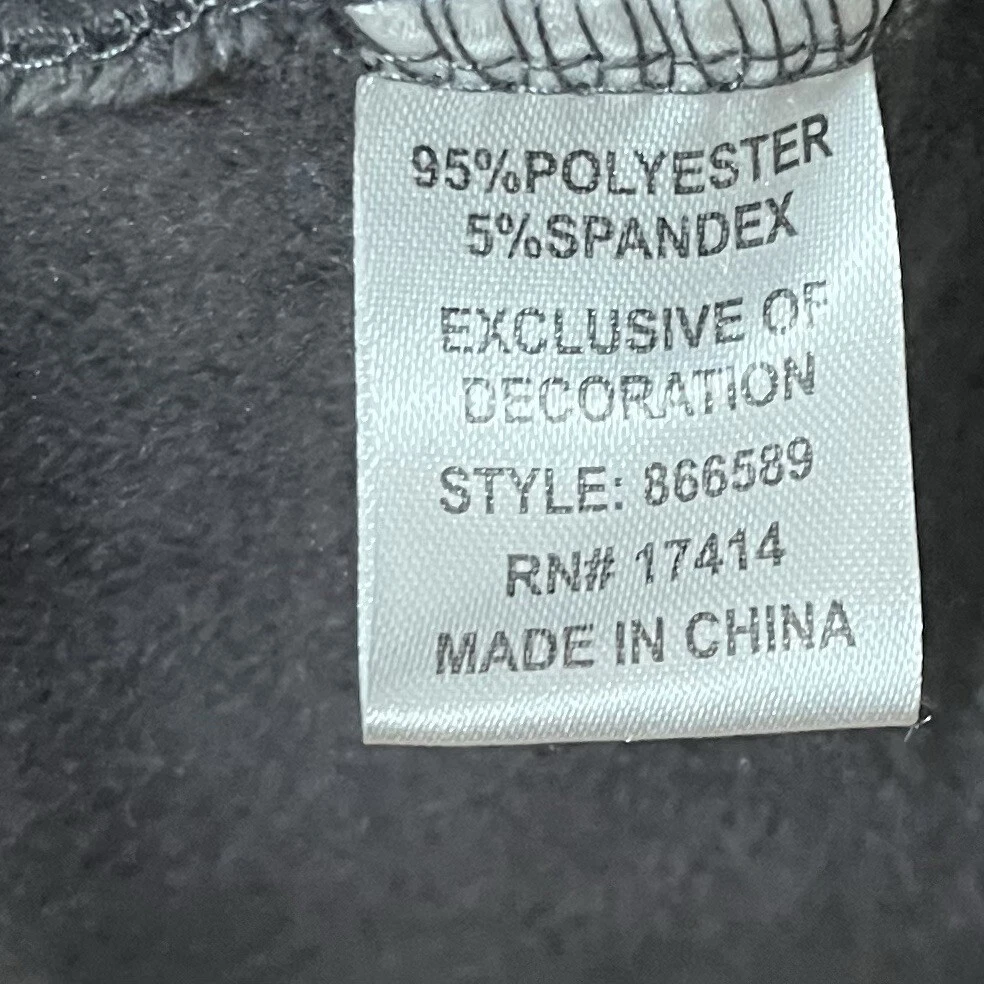 95%POLYESTER
5%SPANDEX
EXCLUSIVE OF
DECORATION
STYLE: 866589
RN# 17414
MADE IN CHINA